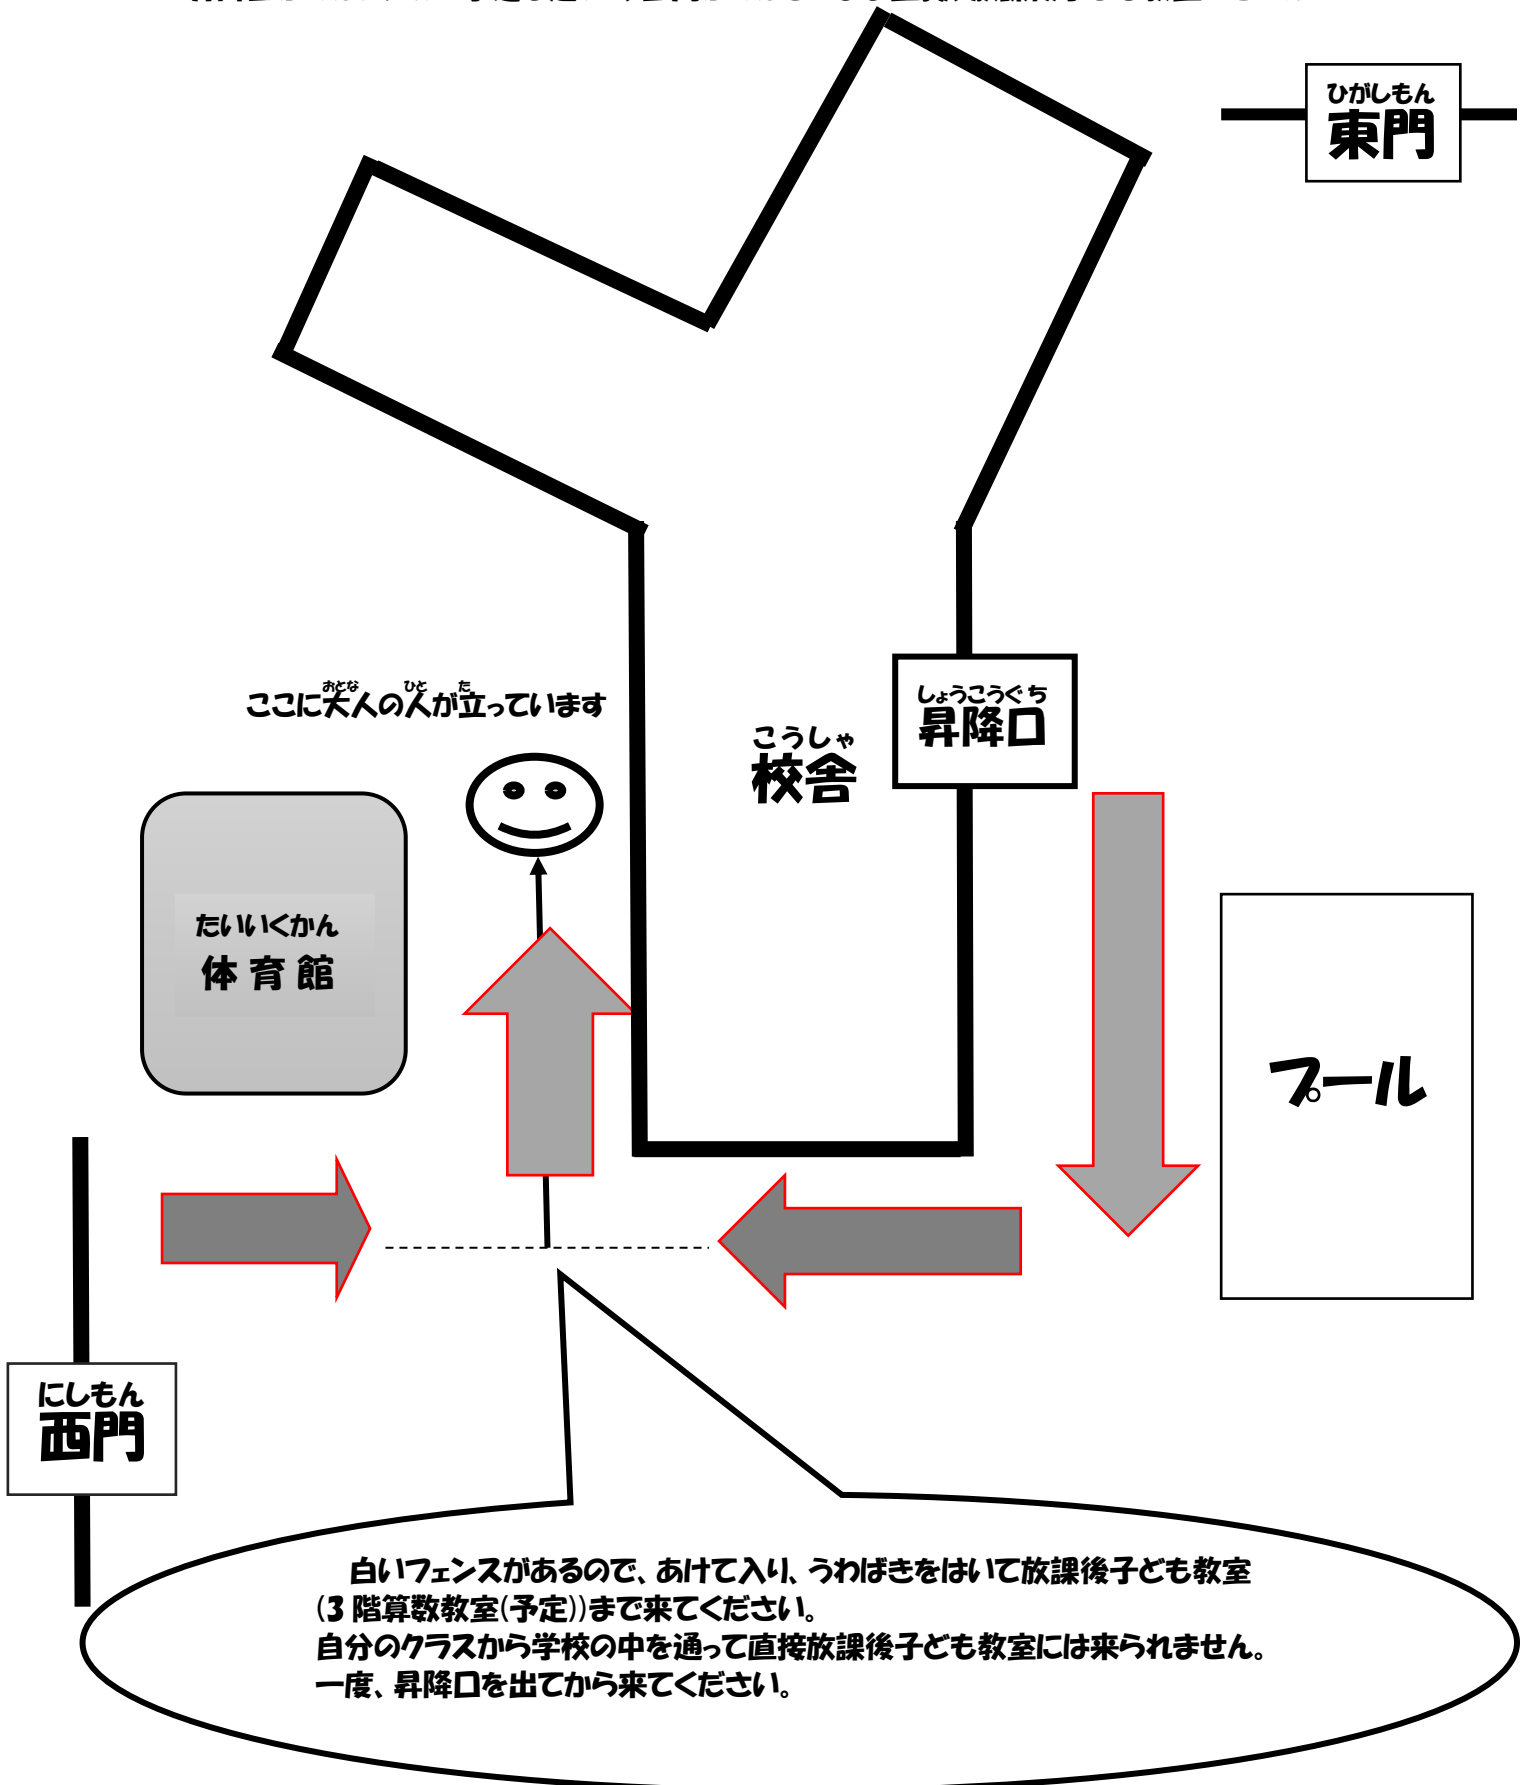 ひがしもん
東門
ここに大人の人が立っています
おとな ひと た
しょうこうぐち
昇降口
こうしゃ
校舎
たいいくかん
体育館
プール
にしもん
西門
白いフェンスがあるので、あけて入り、うわばきをはいて放課後子ども教室
(3階算数教室(予定))まで来てください。
自分のクラスから学校の中を通って直接放課後子ども教室には来られません。
一度、昇降口を出てから来てください。